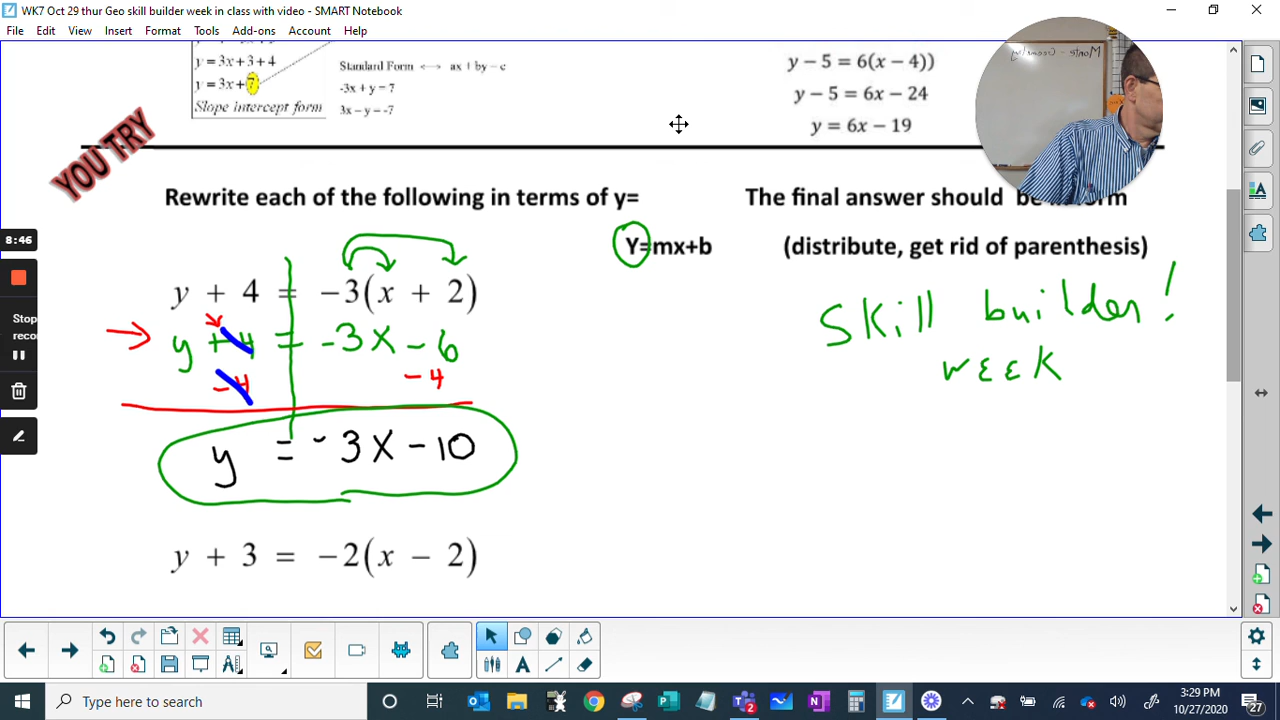 WK7 Oct 29 thur Geo skill builder week in class with video - SMART Notebook
File Edit View Insert Format Tools Add-ons Account Help
y = 3x + 3 + 4
y = 3x + 7
Slope intercept form
Standard Form ⟷ ax + by = c
-3x + y = 7
3x − y = -7
y − 5 = 6(x − 4))
y − 5 = 6x − 24
y = 6x − 19
YOU TRY
Rewrite each of the following in terms of y=
The final answer should be
Y=mx+b
(distribute, get rid of parenthesis)
8:46
y + 4 = −3(x + 2)
y + 4 = -3x - 6
-4 -4
y = -3x - 10
Skill builder!
week
y + 3 = −2(x − 2)
Stop
reco
Type here to search
3:29 PM
10/27/2020
27